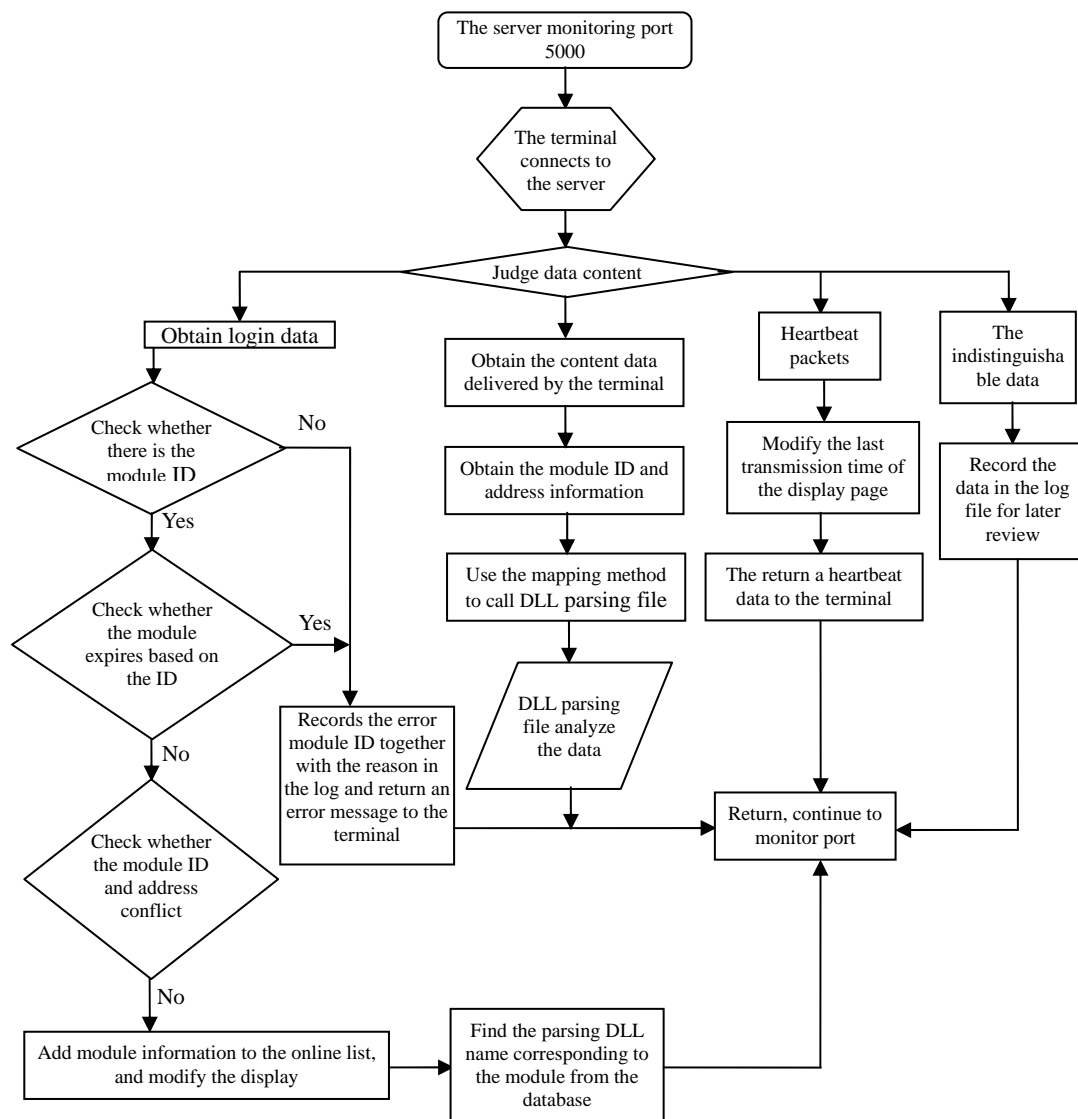 The server monitoring port
5000
The terminal
connects to
the server
Judge data content
Obtain login data
Obtain the content data
delivered by the terminal
Heartbeat
packets
The
indistinguisha
ble data
Check whether
there is the
module ID
No
Yes
Obtain the module ID and
address information
Modify the last
transmission time of
the display page
Record the
data in the log
file for later
review
Check whether
the module
expires based on
the ID
Yes
No
Use the mapping method
to call DLL parsing file
The return a heartbeat
data to the terminal
DLL parsing
file analyze
the data
Records the error
module ID together
with the reason in
the log and return an
error message to the
terminal
Return, continue to
monitor port
Check whether
the module ID
and address
conflict
No
Add module information to the online list,
and modify the display
Find the parsing DLL
name corresponding to
the module from the
database